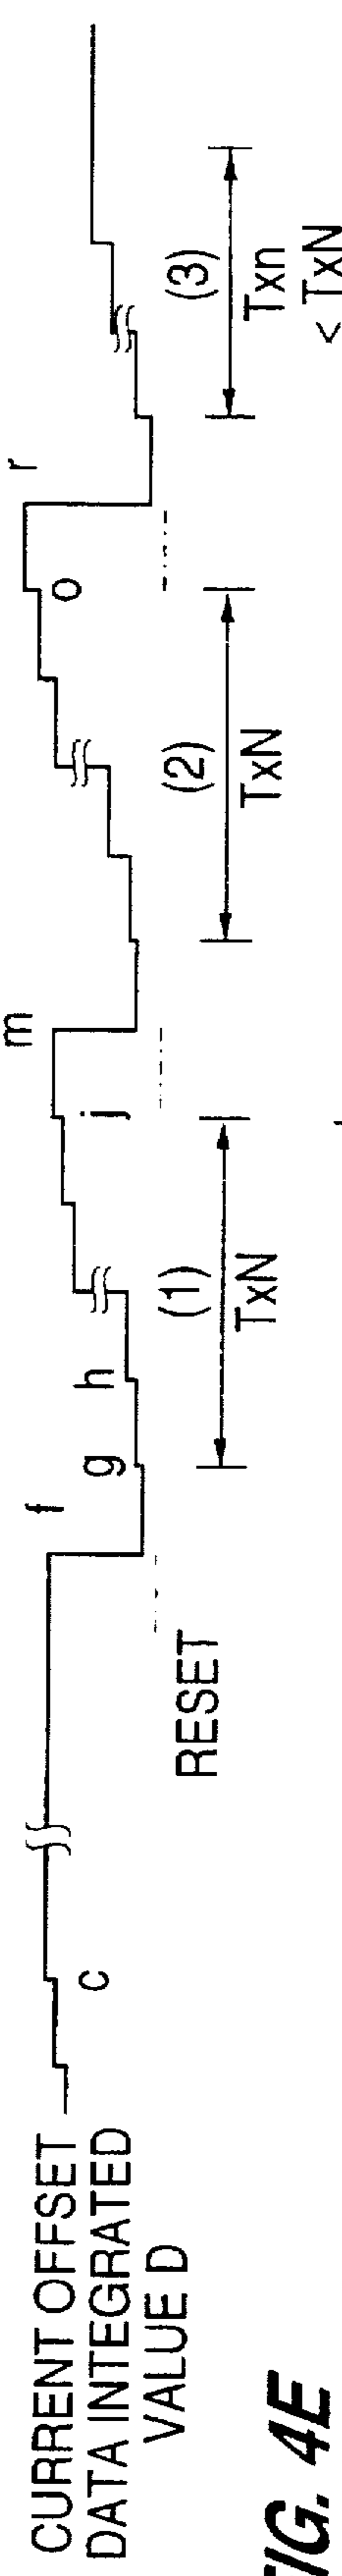 CURRENT OFFSET
DATA INTEGRATED
VALUE D
c
RESET
f
g
h
(1)
TxN
j
m
(2)
TxN
o
r
(3)
Txn
< TxN
FIG. 4E